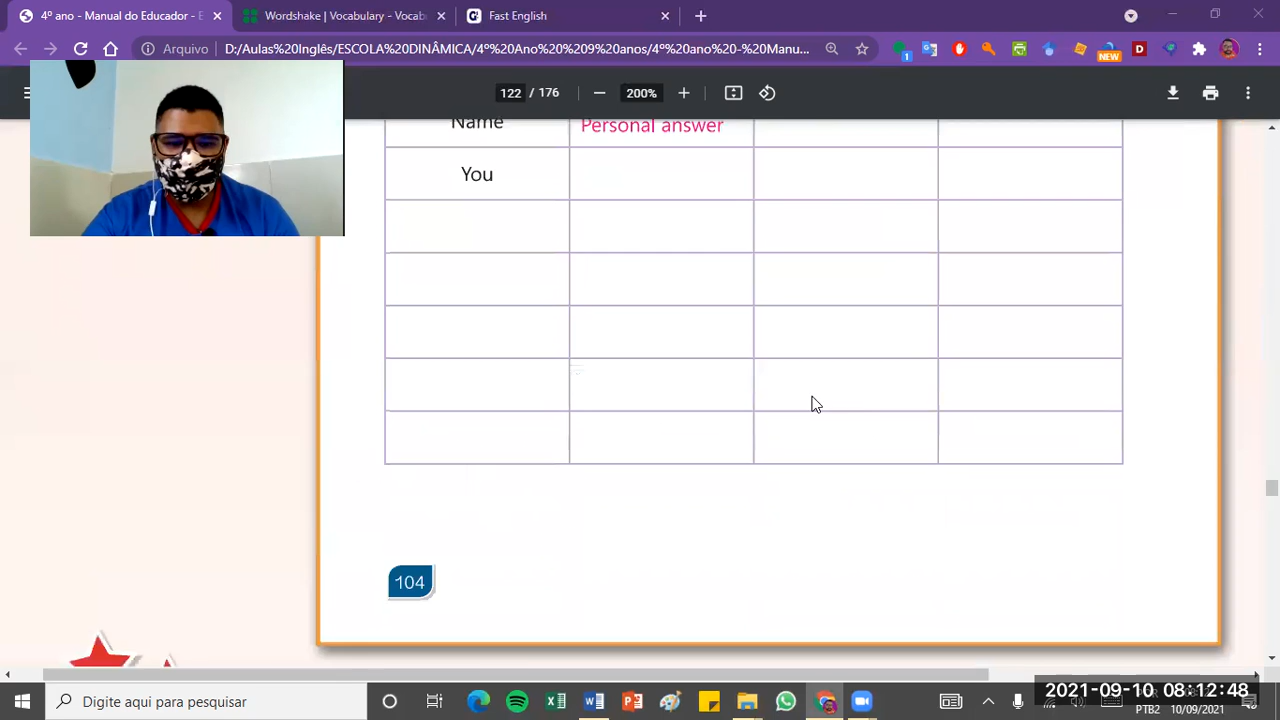 4º ano - Manual do Educador - E
Wordshake | Vocabulary - Vocab
Fast English
Arquivo
D:/Aulas%20Inglês/ESCOLA%20DINÂMICA/4º%20Ano%20%209%20anos/4º%20ano%20-%20Manu...
1
D
NEW
122 / 176
200%
Name
Personal answer
You
104
Digite aqui para pesquisar
2021-09-10 08:12:48
PTB2
10/09/2021